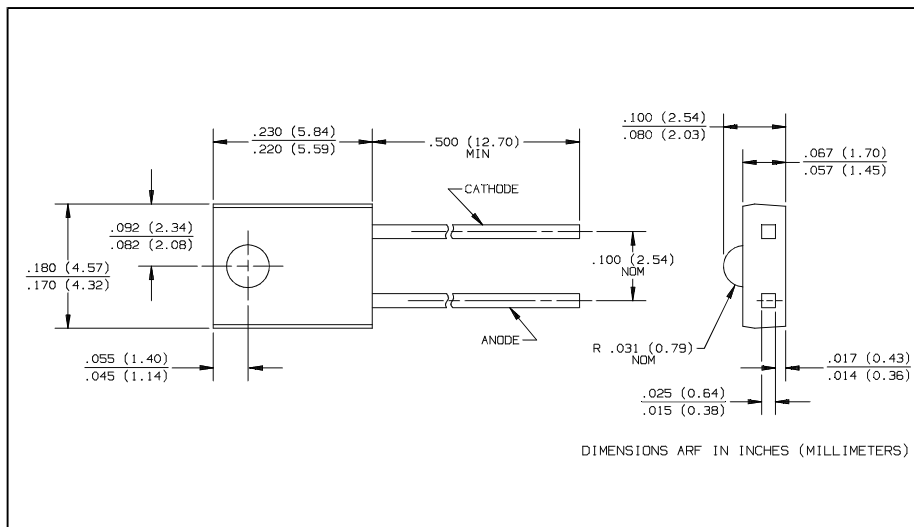 .100 (2.54)
.080 (2.03)
.230 (5.84)
.220 (5.59)
.500 (12.70)
MIN
.067 (1.70)
.057 (1.45)
CATHODE
.092 (2.34)
.082 (2.08)
.180 (4.57)
.170 (4.32)
.100 (2.54)
NOM
ANODE
R .031 (0.79)
NOM
.055 (1.40)
.045 (1.14)
.017 (0.43)
.014 (0.36)
.025 (0.64)
.015 (0.38)
DIMENSIONS ARF IN INCHES (MILLIMETERS)